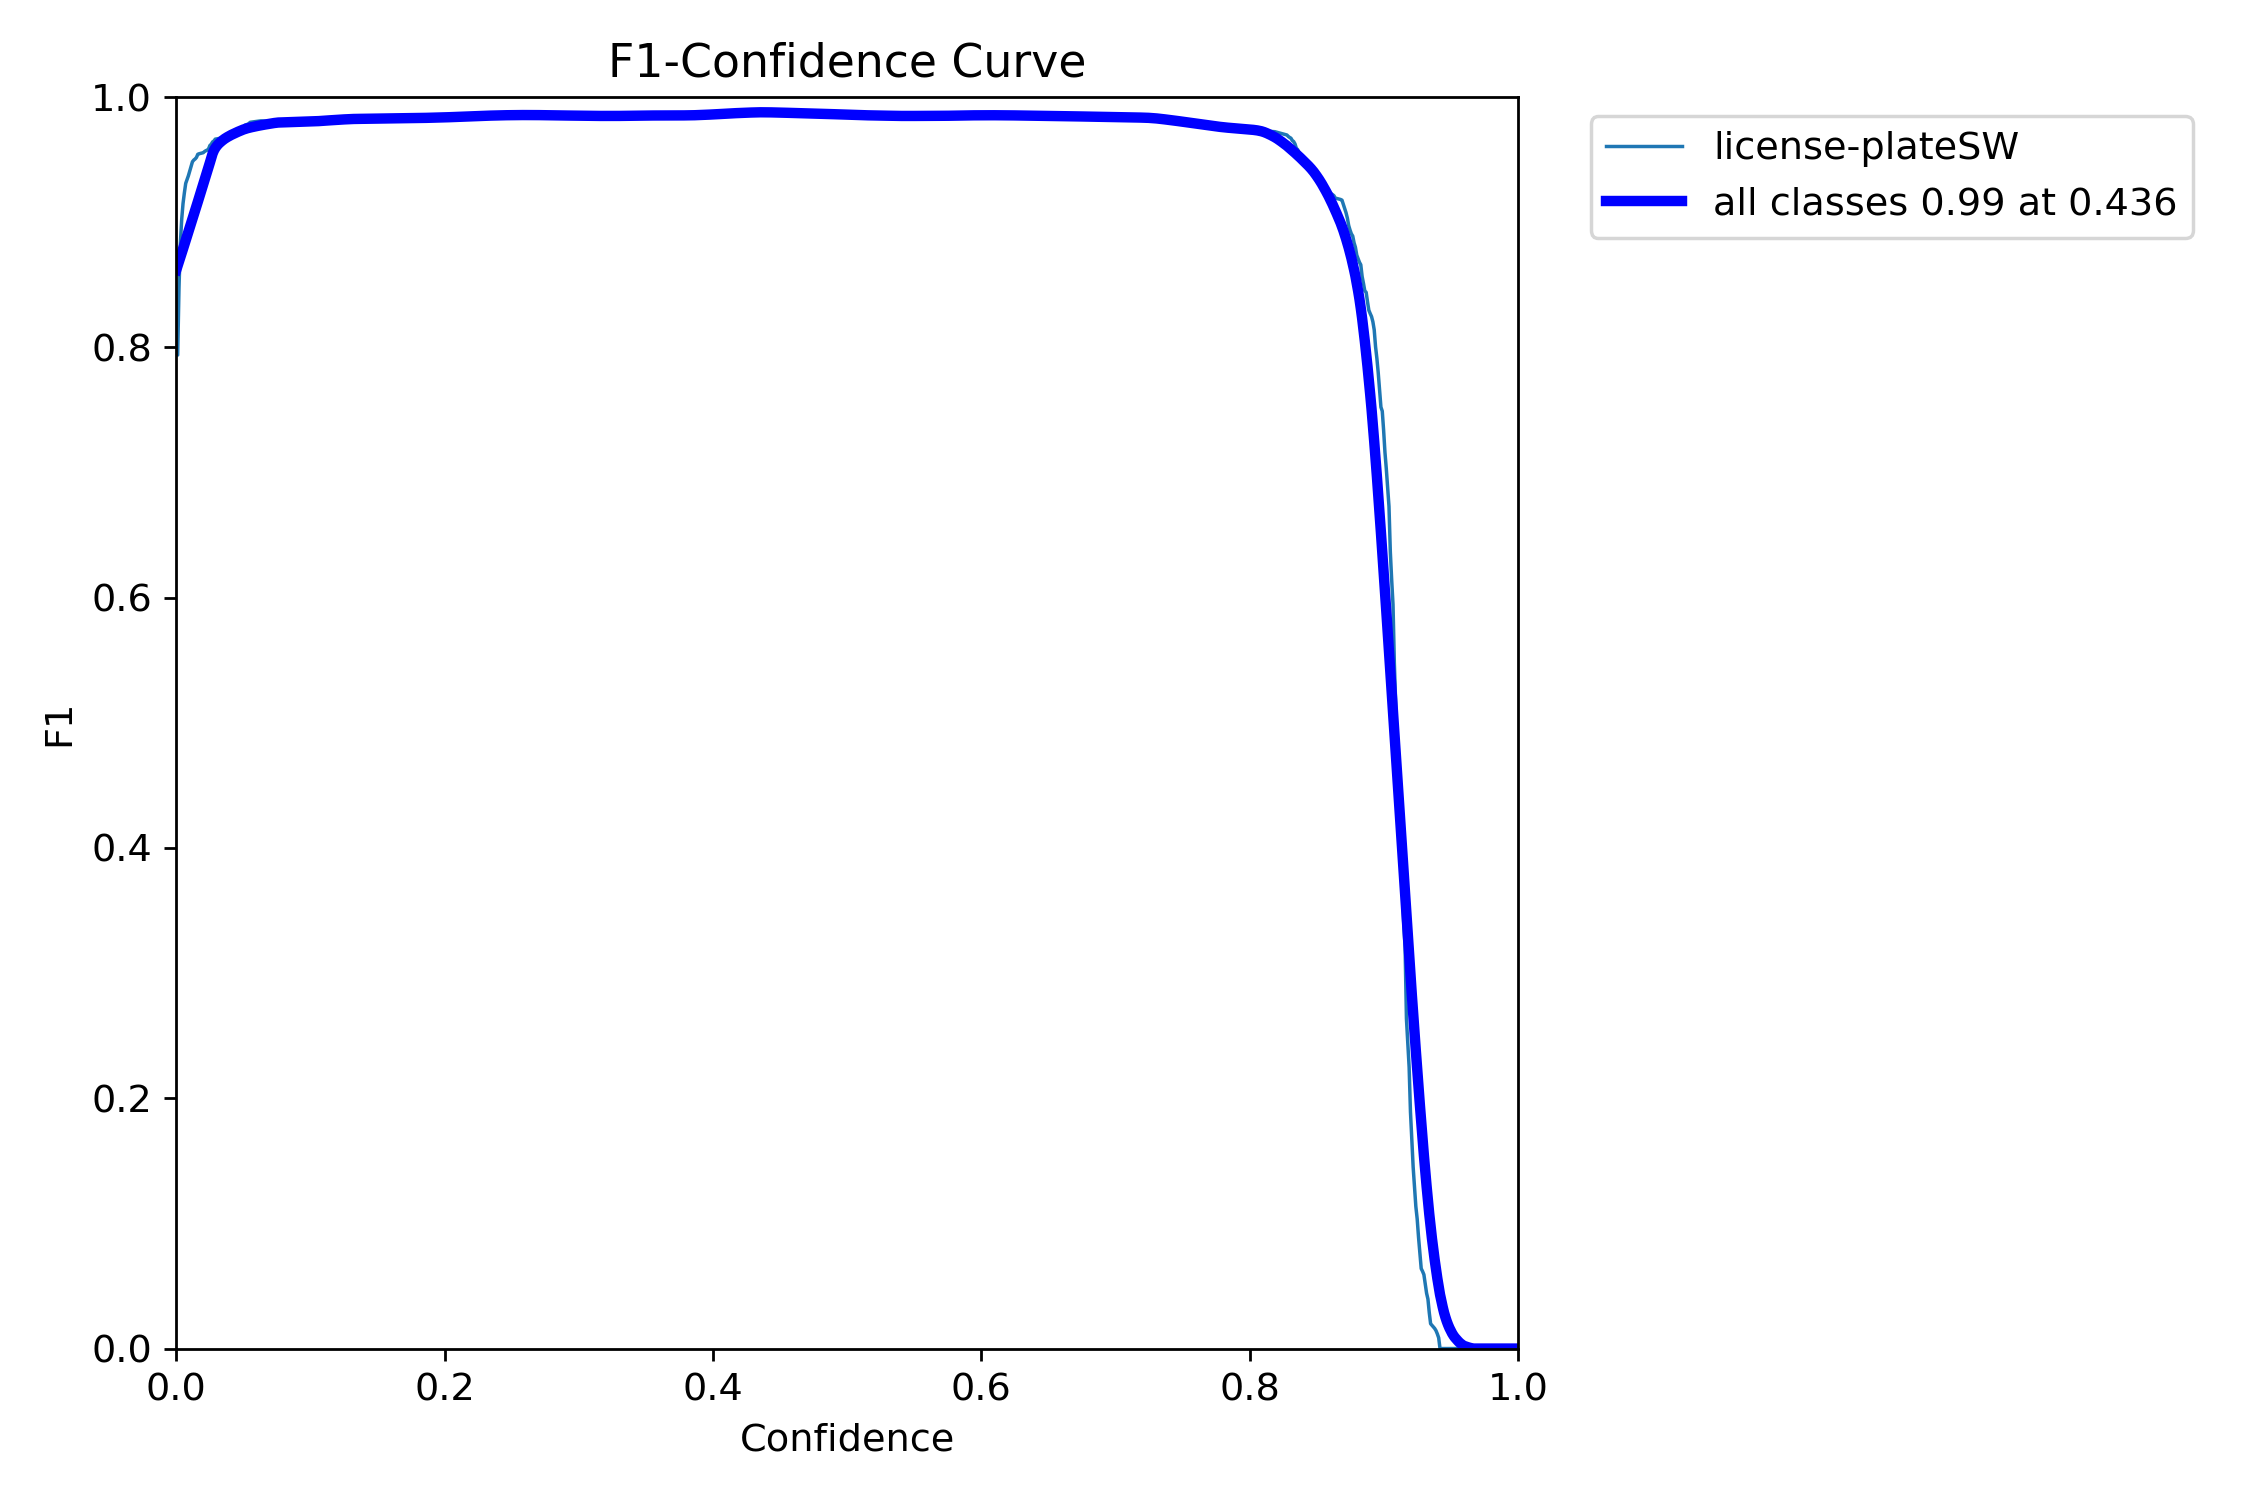 F1-Confidence Curve
license-plateSW
all classes 0.99 at 0.436
1.0
0.8
0.6
0.4
0.2
0.0
F1
0.0 0.2 0.4 0.6 0.8 1.0
Confidence